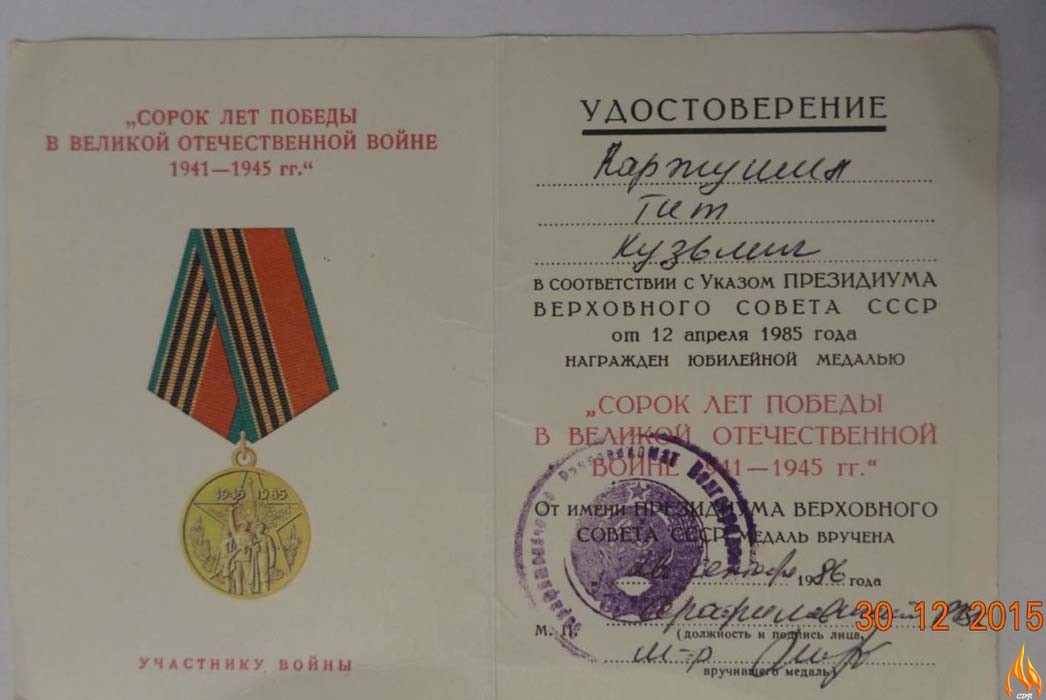 „СОРОК ЛЕТ ПОБЕДЫ
В ВЕЛИКОЙ ОТЕЧЕСТВЕННОЙ ВОЙНЕ
1941—1945 гг.“
1945 1985
УЧАСТНИКУ ВОЙНЫ
УДОСТОВЕРЕНИЕ
Каржушин
Тит
Кузьмич
В СООТВЕТСТВИИ С УКАЗОМ ПРЕЗИДИУМА
ВЕРХОВНОГО СОВЕТА СССР
от 12 апреля 1985 года
НАГРАЖДЕН ЮБИЛЕЙНОЙ МЕДАЛЬЮ
„СОРОК ЛЕТ ПОБЕДЫ
В ВЕЛИКОЙ ОТЕЧЕСТВЕННОЙ
ВОЙНЕ 1941—1945 гг.“
ОТ ИМЕНИ ПРЕЗИДИУМА ВЕРХОВНОГО
СОВЕТА СССР МЕДАЛЬ ВРУЧЕНА
1986 года
М. П.
(должность и подпись лица,
м-р
вручившего медаль)
30 12 2015